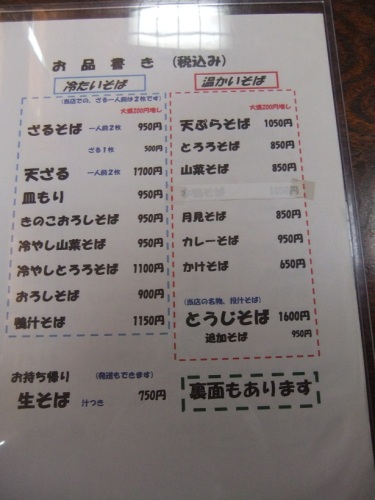 お品書き (税込み)
冷たいそば
(当店での、ざる一人前は2枚です)
大盛200円増し
ざるそば 一人前2枚 950円
ざる1枚 500円
天ざる 一人前2枚 1700円
皿もり 950円
きのこおろしそば 950円
冷やし山菜そば 950円
冷やしとろろそば 1100円
おろしそば 900円
鴨汁そば 1150円
温かいそば
大盛200円増し
天ぷらそば 1050円
とろろそば 850円
山菜そば 850円
月見そば 850円
カレーそば 950円
かけそば 650円
(当店の名物、投汁そば)
とうじそば 1600円
追加そば 950円
お持ち帰り (発送もできます)
生そば 汁つき 750円
裏面もあります